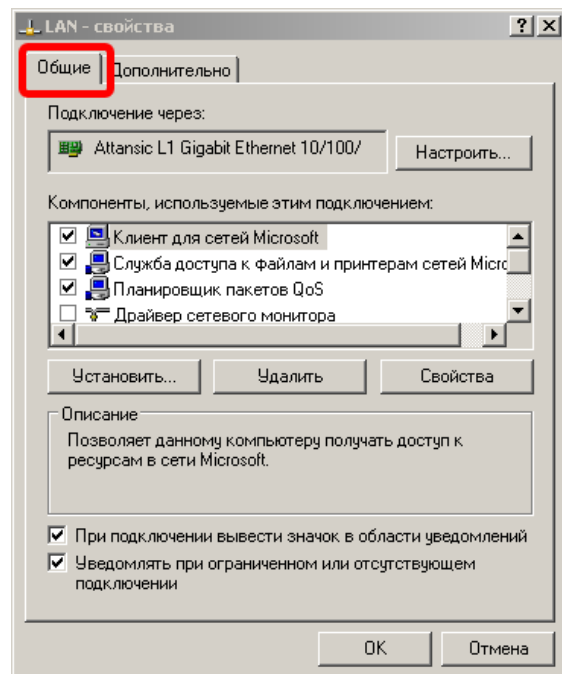 LAN - свойства
Общие
Дополнительно
Подключение через:
Attansic L1 Gigabit Ethernet 10/100/
Настроить...
Компоненты, используемые этим подключением:
Клиент для сетей Microsoft
Служба доступа к файлам и принтерам сетей Micrc
Планировщик пакетов QoS
Драйвер сетевого монитора
Установить...
Удалить
Свойства
Описание
Позволяет данному компьютеру получать доступ к
ресурсам в сети Microsoft.
При подключении вывести значок в области уведомлений
Уведомлять при ограниченном или отсутствующем
подключении
OK
Отмена